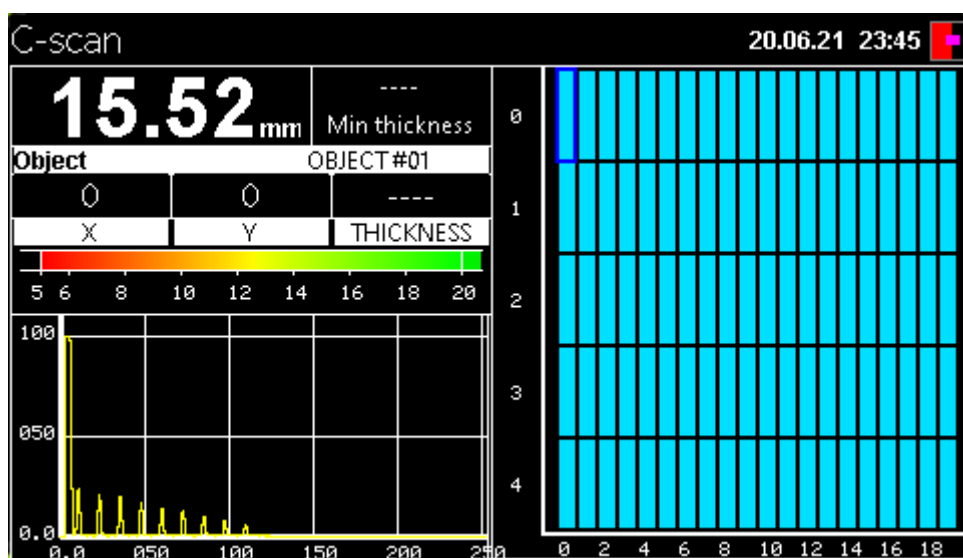 C-scan 20.06.21 23:45
15.52 mm ----
Min thickness
Object OBJECT #01
0 0 ----
X Y THICKNESS
5 6 8 10 12 14 16 18 20
100
050
0.0
0.0 050 100 150 200 250
0
1
2
3
4
0 2 4 6 8 10 12 14 16 18